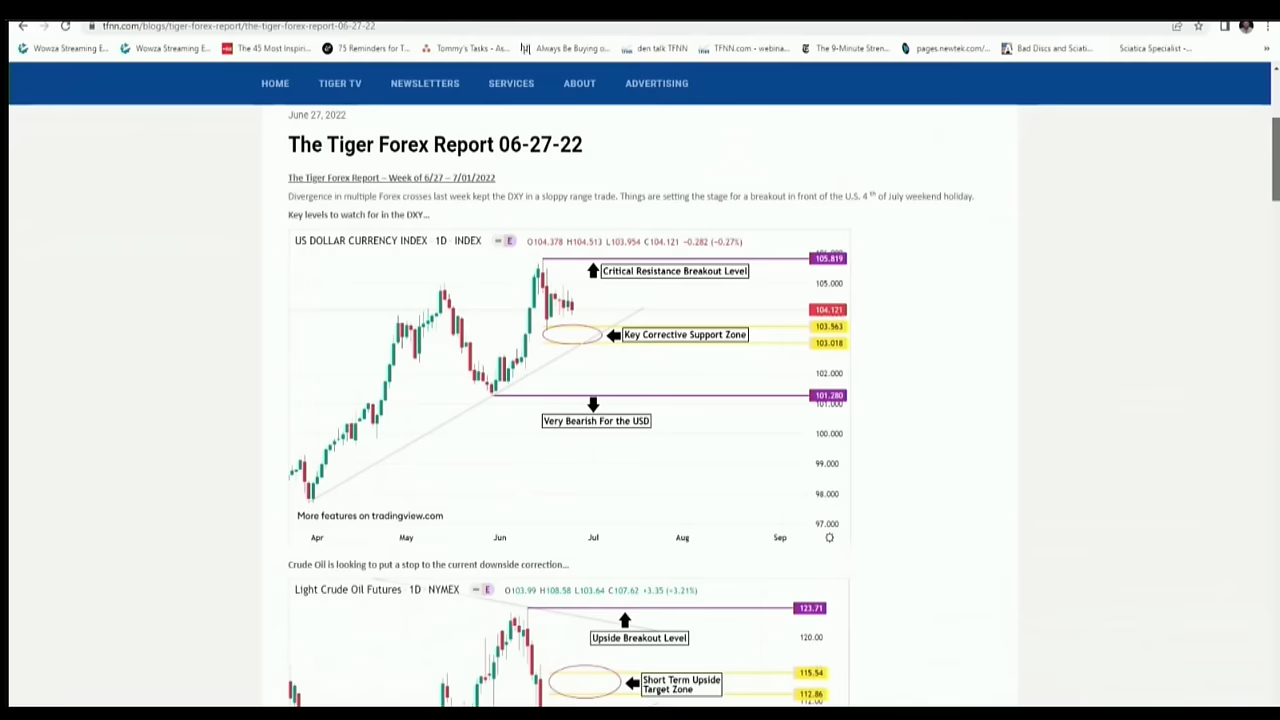 tfnn.com/blogs/tiger-forex-report/the-tiger-forex-report-06-27-22
Wowza Streaming E... Wowza Streaming E... The 45 Most Inspiri... 75 Reminders for T... Tommy's Tasks - As... Always Be Buying o... den talk TFNN TFNN.com - webina... The 9-Minute Stren... pages.newtek.com/... Bad Discs and Sciati... Sciatica Specialist -... »
HOME TIGER TV NEWSLETTERS SERVICES ABOUT ADVERTISING
June 27, 2022
The Tiger Forex Report 06-27-22
The Tiger Forex Report – Week of 6/27 – 7/01/2022
Divergence in multiple Forex crosses last week kept the DXY in a sloppy range trade. Things are setting the stage for a breakout in front of the U.S. 4 th of July weekend holiday.
Key levels to watch for in the DXY...
US DOLLAR CURRENCY INDEX 1D INDEX E O104.378 H104.513 L103.954 C104.121 -0.282 (-0.27%)
105.819
Critical Resistance Breakout Level
105.000
104.121
103.563
Key Corrective Support Zone
103.018
102.000
101.280
101.000
Very Bearish For the USD
100.000
99.000
98.000
More features on tradingview.com
97.000
Apr May Jun Jul Aug Sep
Crude Oil is looking to put a stop to the current downside correction...
Light Crude Oil Futures 1D NYMEX E O103.99 H108.58 L103.64 C107.62 +3.35 (+3.21%)
123.71
Upside Breakout Level
120.00
115.54
Short Term Upside
Target Zone
112.86
112.00